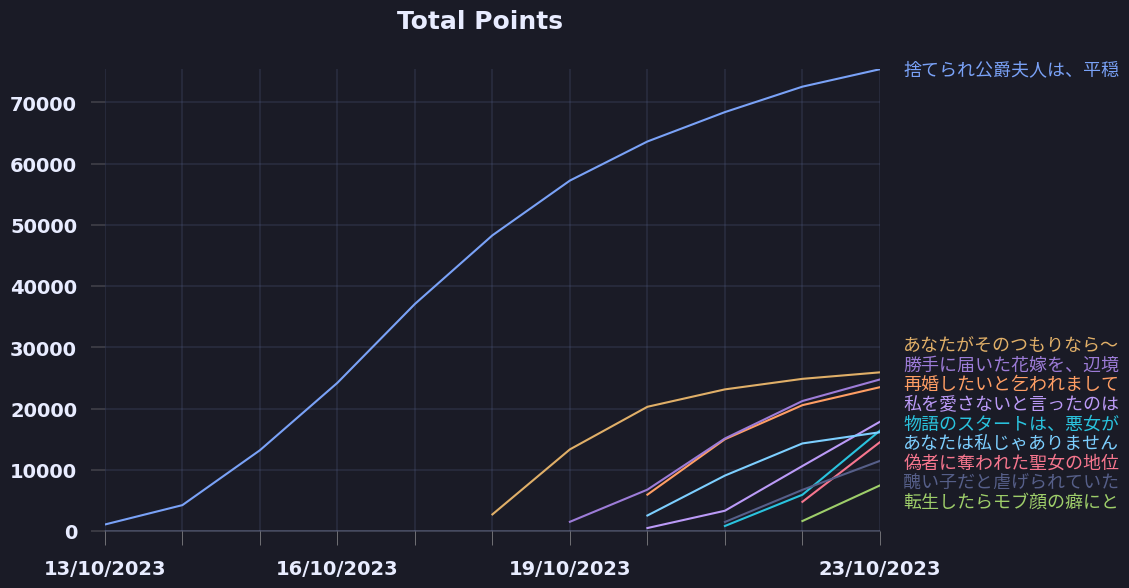 Total Points
捨てられ公爵夫人は、平穏
70000
60000
50000
40000
30000
20000
10000
0
あなたがそのつもりなら～
勝手に届いた花嫁を、辺境
再婚したいと乞われまして
私を愛さないと言ったのは
物語のスタートは、悪女が
あなたは私じゃありません
偽者に奪われた聖女の地位
醜い子だと虐げられていた
転生したらモブ顔の癖にと
13/10/2023
16/10/2023
19/10/2023
23/10/2023